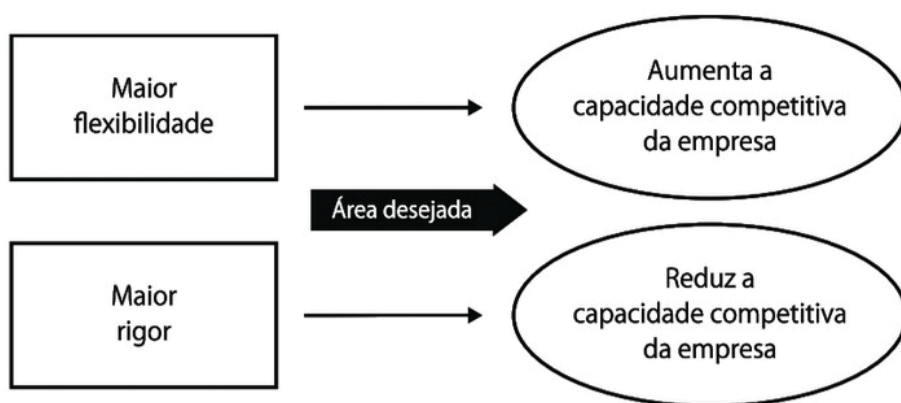 Maior
flexibilidade
Aumenta a
capacidade competitiva
da empresa
Área desejada
Maior
rigor
Reduz a
capacidade competitiva
da empresa